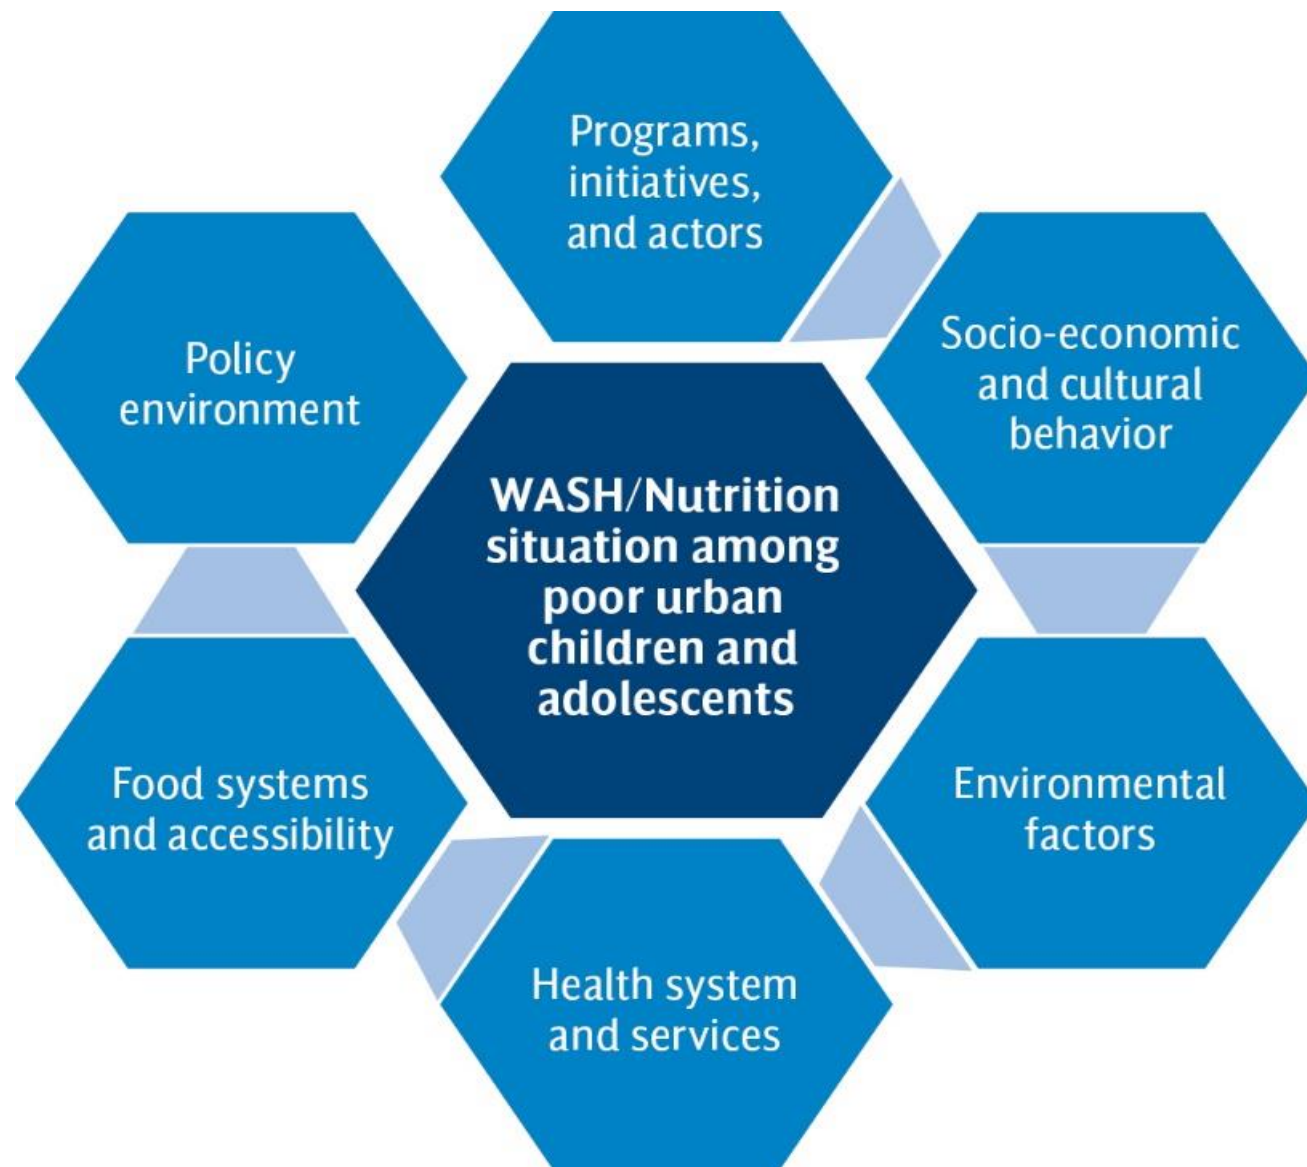 Programs,
initiatives,
and actors
Socio-economic
and cultural
behavior
Policy
environment
WASH/Nutrition
situation among
poor urban
children and
adolescents
Food systems
and accessibility
Environmental
factors
Health system
and services